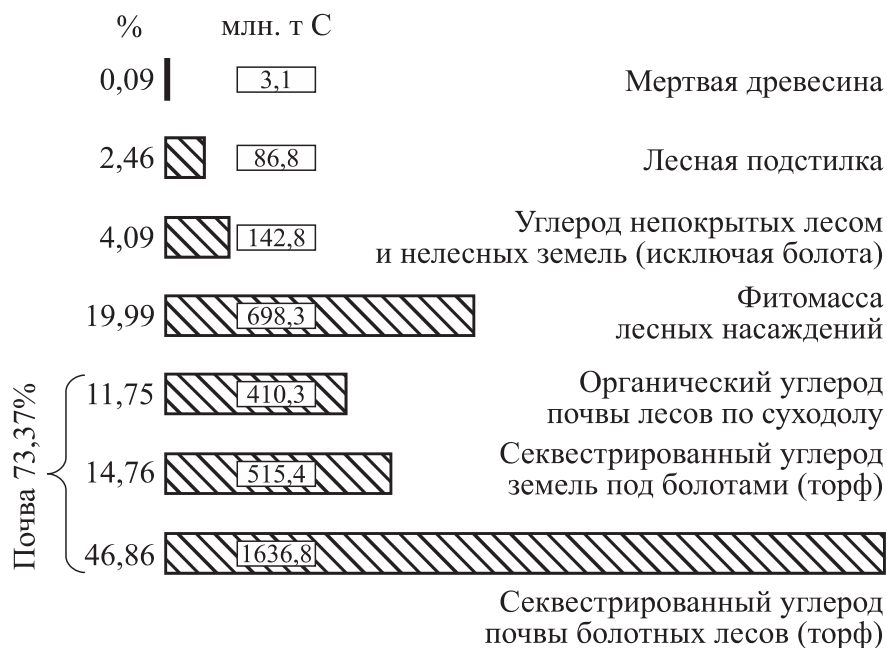 % млн. т С
0,09 3,1 Мертвая древесина
2,46 86,8 Лесная подстилка
4,09 142,8 Углерод непокрытых лесом
и нелесных земель (исключая болота)
19,99 698,3 Фитомасса
лесных насаждений
Почва 73,37%
11,75 410,3 Органический углерод
почвы лесов по суходолу
14,76 515,4 Секвестрированный углерод
земель под болотами (торф)
46,86 1636,8
Секвестрированный углерод
почвы болотных лесов (торф)